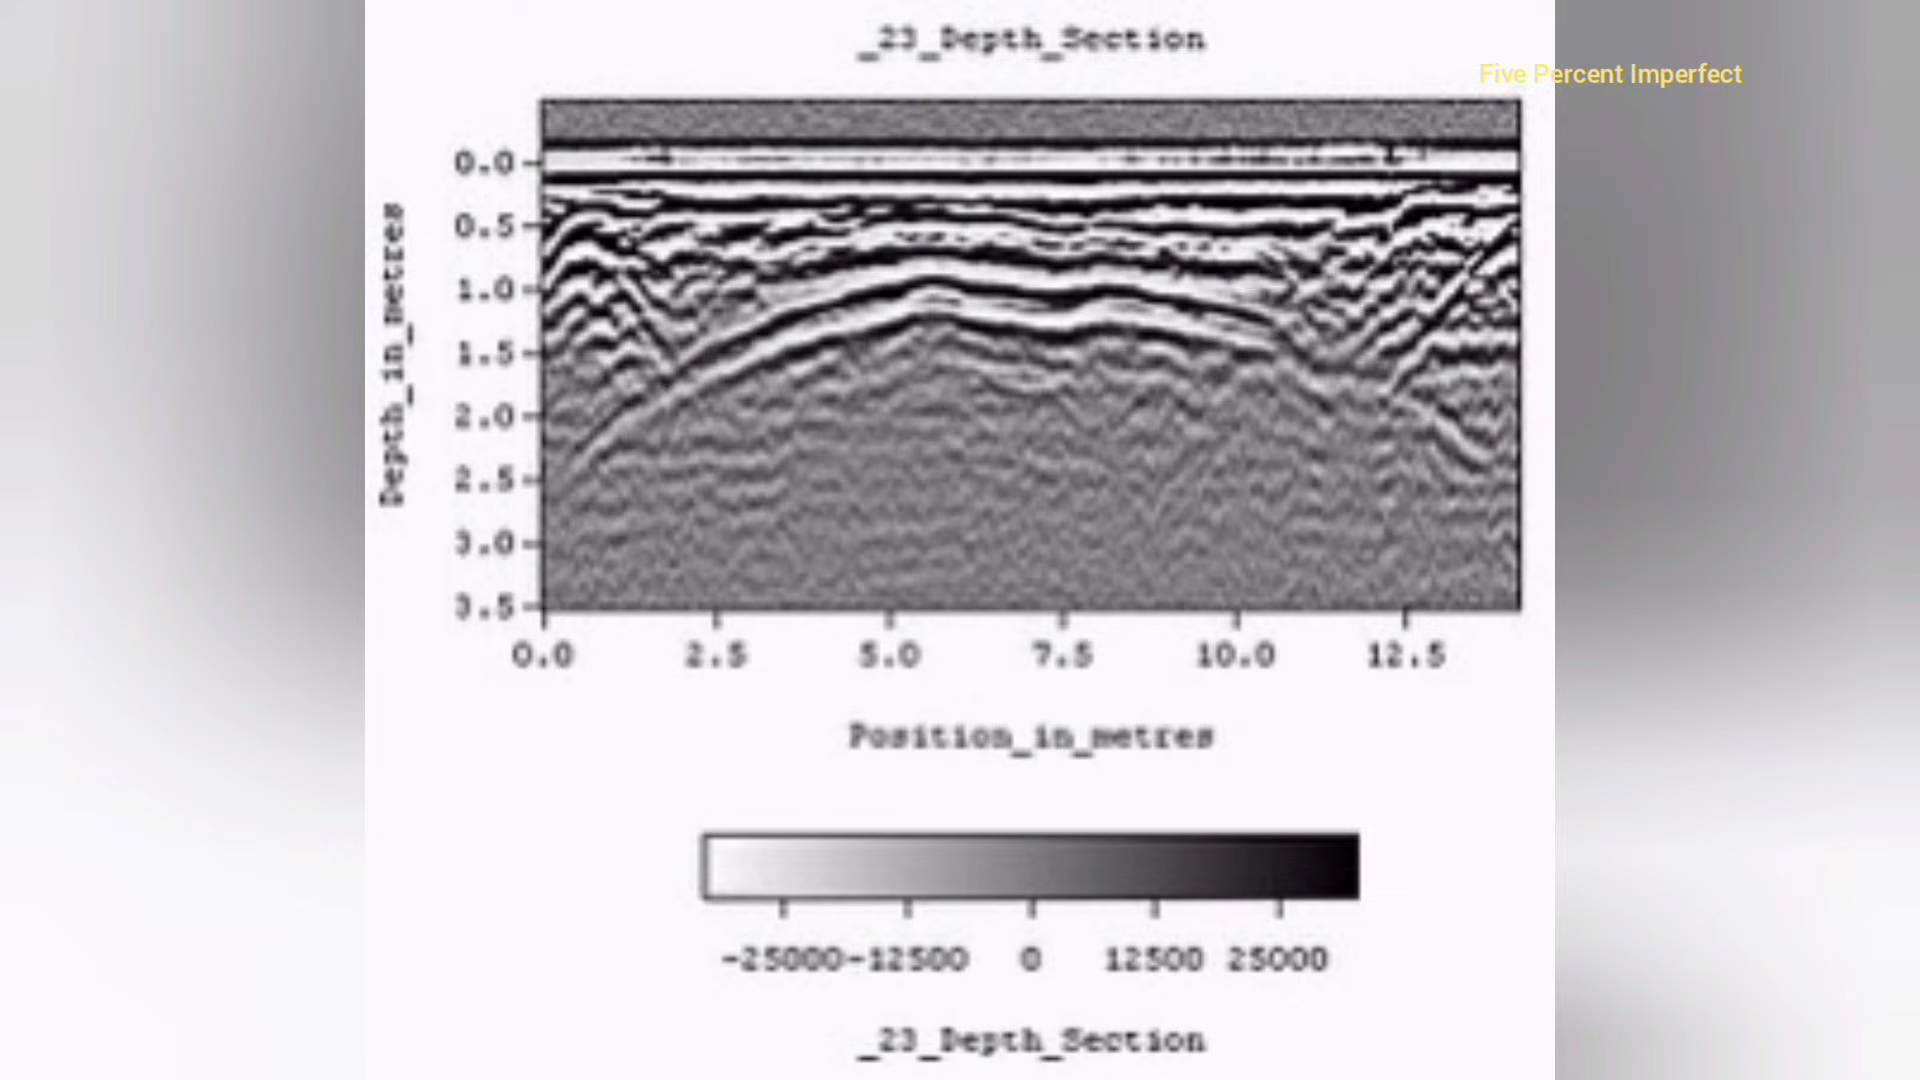 _23_Depth_Section
Five Percent Imperfect
Depth_in_metres
0.0
0.5
1.0
1.5
2.0
2.5
3.0
3.5
0.0 2.5 5.0 7.5 10.0 12.5
Position_in_metres
-25000 -12500 0 12500 25000
_23_Depth_Section